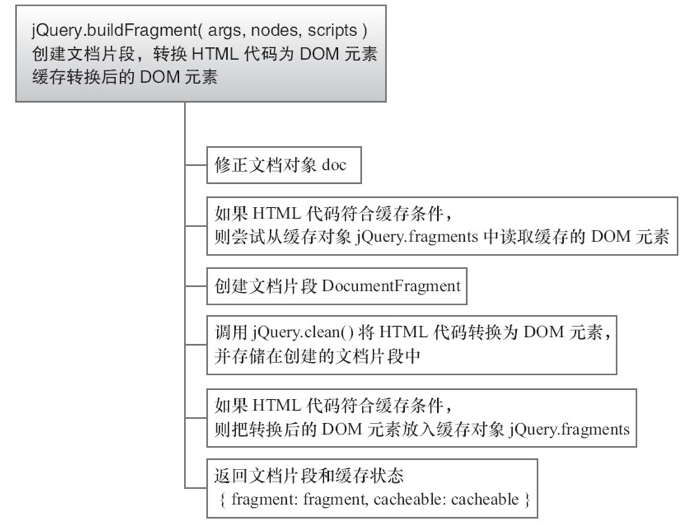 jQuery.buildFragment( args, nodes, scripts )
创建文档片段，转换 HTML 代码为 DOM 元素
缓存转换后的 DOM 元素
修正文档对象 doc
如果 HTML 代码符合缓存条件，
则尝试从缓存对象 jQuery.fragments 中读取缓存的 DOM 元素
创建文档片段 DocumentFragment
调用 jQuery.clean() 将 HTML 代码转换为 DOM 元素，
并存储在创建的文档片段中
如果 HTML 代码符合缓存条件，
则把转换后的 DOM 元素放入缓存对象 jQuery.fragments
返回文档片段和缓存状态
{ fragment: fragment, cacheable: cacheable }